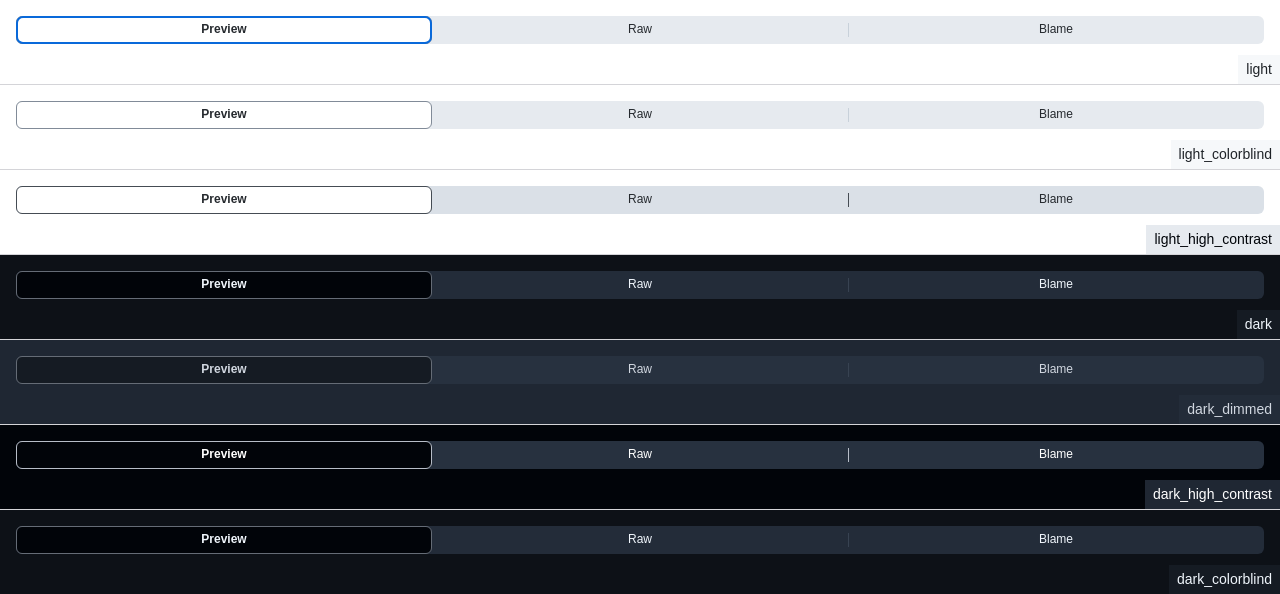 Preview Raw Blame
light
Preview Raw Blame
light_colorblind
Preview Raw Blame
light_high_contrast
Preview Raw Blame
dark
Preview Raw Blame
dark_dimmed
Preview Raw Blame
dark_high_contrast
Preview Raw Blame
dark_colorblind